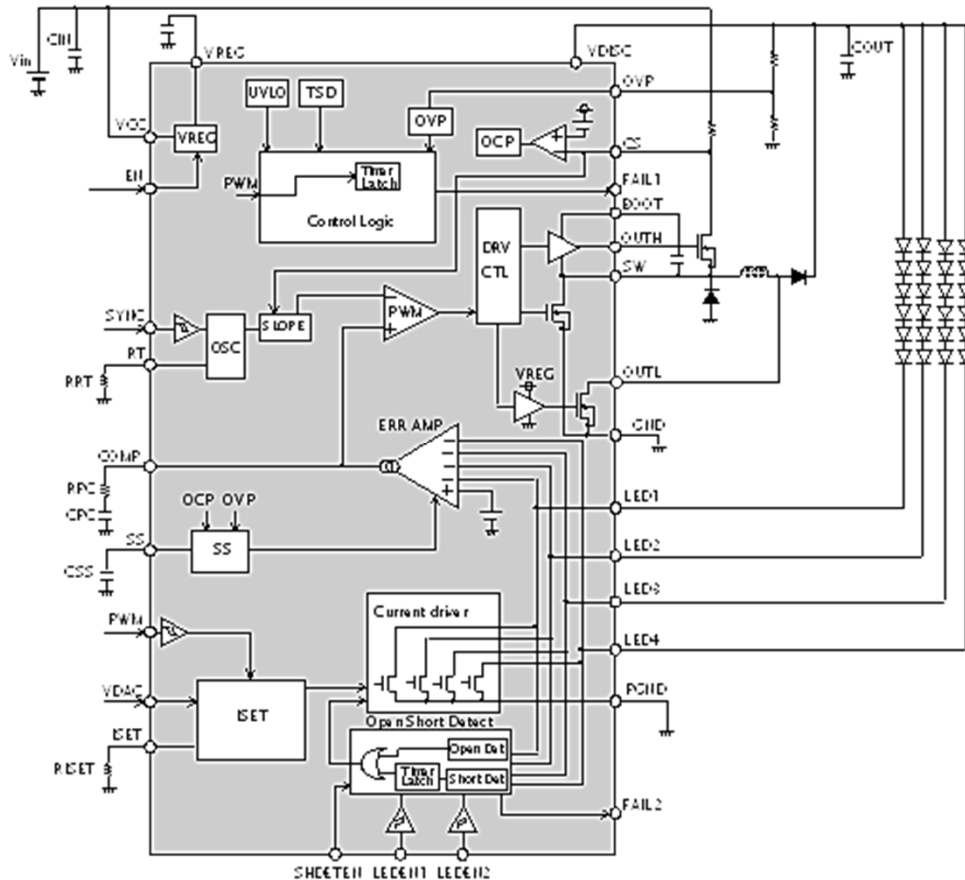 CIN
VREG
VDISC
COUT
Vin
UVLO
TSD
OVP
OVP
VCC
VREG
OCP
CS
EN
PWM
Timer
Latch
FAIL1
Control Logic
BOOT
DRV
CTL
OUTH
SW
SYNC
SLOPE
PWM
OSC
RT
RRT
VREG
OUTL
ERR AMP
GND
COMP
RPC
CPC
OCP OVP
LED1
SS
SS
LED2
CSS
LED3
Current driver
PWM
LED4
VDAC
ISET
PGND
ISET
Open Short Detect
RISET
Open Det
Timer
Latch
Short Det
FAIL2
SHDETEN LEDEN1 LEDEN2